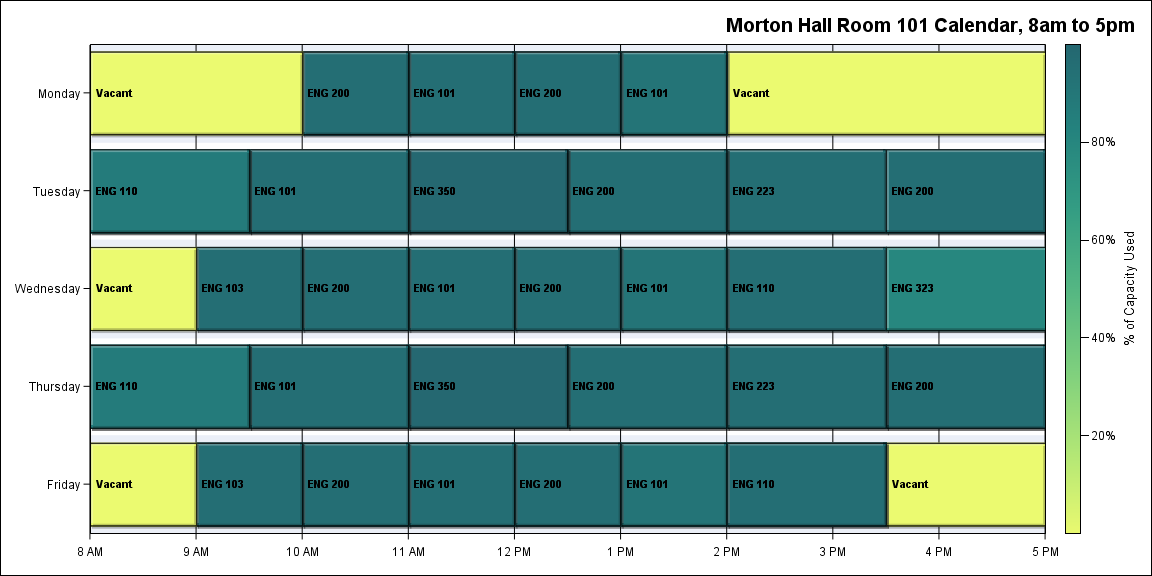 Morton Hall Room 101 Calendar, 8am to 5pm
Monday
Vacant
ENG 200
ENG 101
ENG 200
ENG 101
Vacant
Tuesday
ENG 110
ENG 101
ENG 350
ENG 200
ENG 223
ENG 200
Wednesday
Vacant
ENG 103
ENG 200
ENG 101
ENG 200
ENG 101
ENG 110
ENG 323
Thursday
ENG 110
ENG 101
ENG 350
ENG 200
ENG 223
ENG 200
Friday
Vacant
ENG 103
ENG 200
ENG 101
ENG 200
ENG 101
ENG 110
Vacant
8 AM
9 AM
10 AM
11 AM
12 PM
1 PM
2 PM
3 PM
4 PM
5 PM
80%
60%
40%
20%
% of Capacity Used